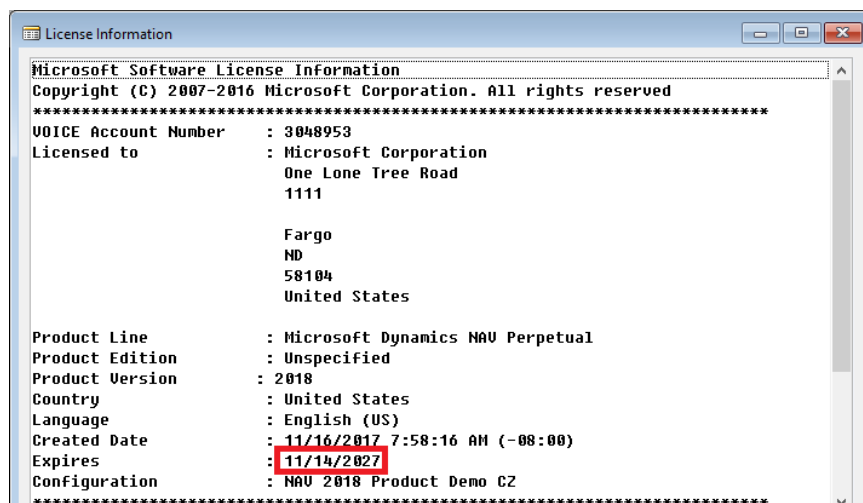 License Information
Microsoft Software License Information
Copyright (C) 2007-2016 Microsoft Corporation. All rights reserved
***************************************************************************
VOICE Account Number : 3048953
Licensed to : Microsoft Corporation
One Lone Tree Road
1111
Fargo
ND
58104
United States
Product Line : Microsoft Dynamics NAV Perpetual
Product Edition : Unspecified
Product Version : 2018
Country : United States
Language : English (US)
Created Date : 11/16/2017 7:58:16 AM (-08:00)
Expires : 11/14/2027
Configuration : NAV 2018 Product Demo CZ
***************************************************************************